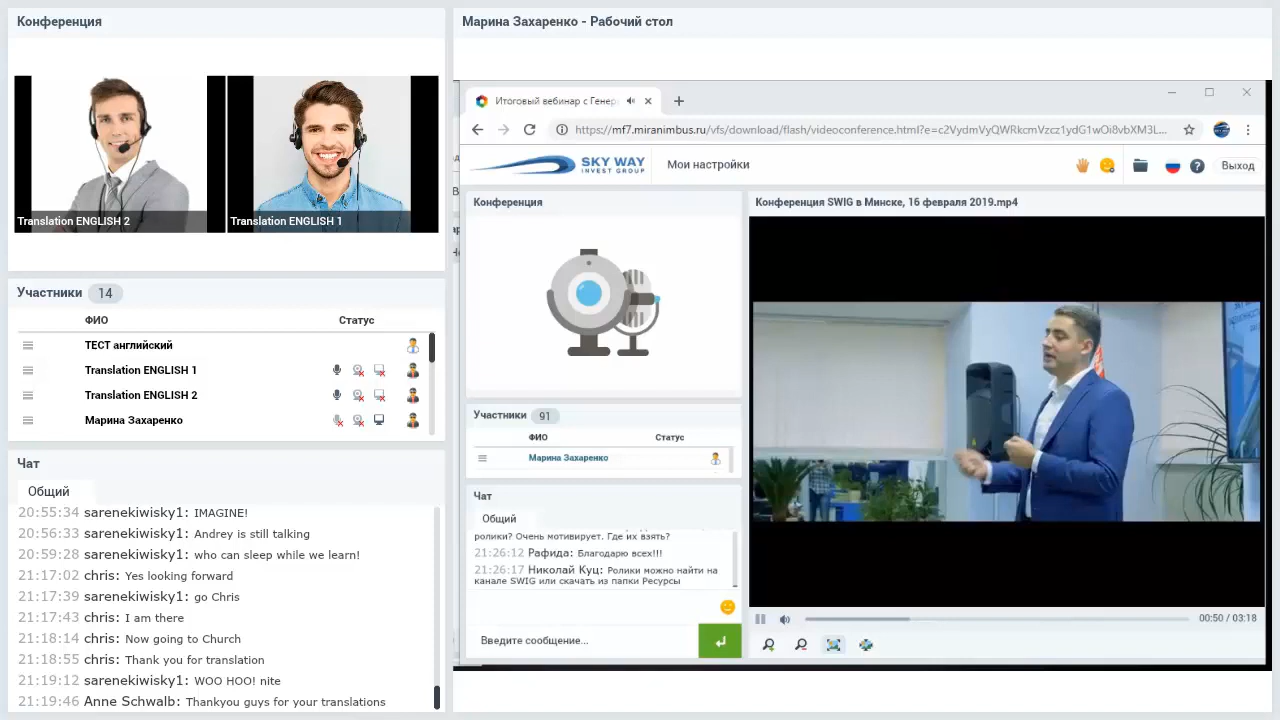 Конференция
Translation ENGLISH 2
Translation ENGLISH 1
Участники 14
ФИО Статус
ТЕСТ английский
Translation ENGLISH 1
Translation ENGLISH 2
Марина Захаренко
Чат
Общий
20:55:34 sarenekiwisky1: IMAGINE!
20:56:33 sarenekiwisky1: Andrey is still talking
20:59:28 sarenekiwisky1: who can sleep while we learn!
21:17:02 chris: Yes looking forward
21:17:39 sarenekiwisky1: go Chris
21:17:43 chris: I am there
21:18:14 chris: Now going to Church
21:18:55 chris: Thank you for translation
21:19:12 sarenekiwisky1: WOO HOO! nite
21:19:46 Anne Schwalb: Thankyou guys for your translations
Марина Захаренко - Рабочий стол
Итоговый вебинар с Генер
https://mf7.miranimbus.ru/vfs/download/flash/videoconference.html?e=c2VydmVyQWRkcmVzcz1ydG1wOi8vbXM3L...
SKY WAY
INVEST GROUP
Мои настройки
Выход
Конференция
Участники 91
ФИО Статус
Марина Захаренко
Чат
Общий
ролики? Очень мотивирует. Где их взять?
21:26:12 Рафида: Благодарю всех!!!
21:26:17 Николай Куц: Ролики можно найти на
канале SWIG или скачать из папки Ресурсы
Введите сообщение...
Конференция SWIG в Минске, 16 февраля 2019.mp4
00:50 / 03:18